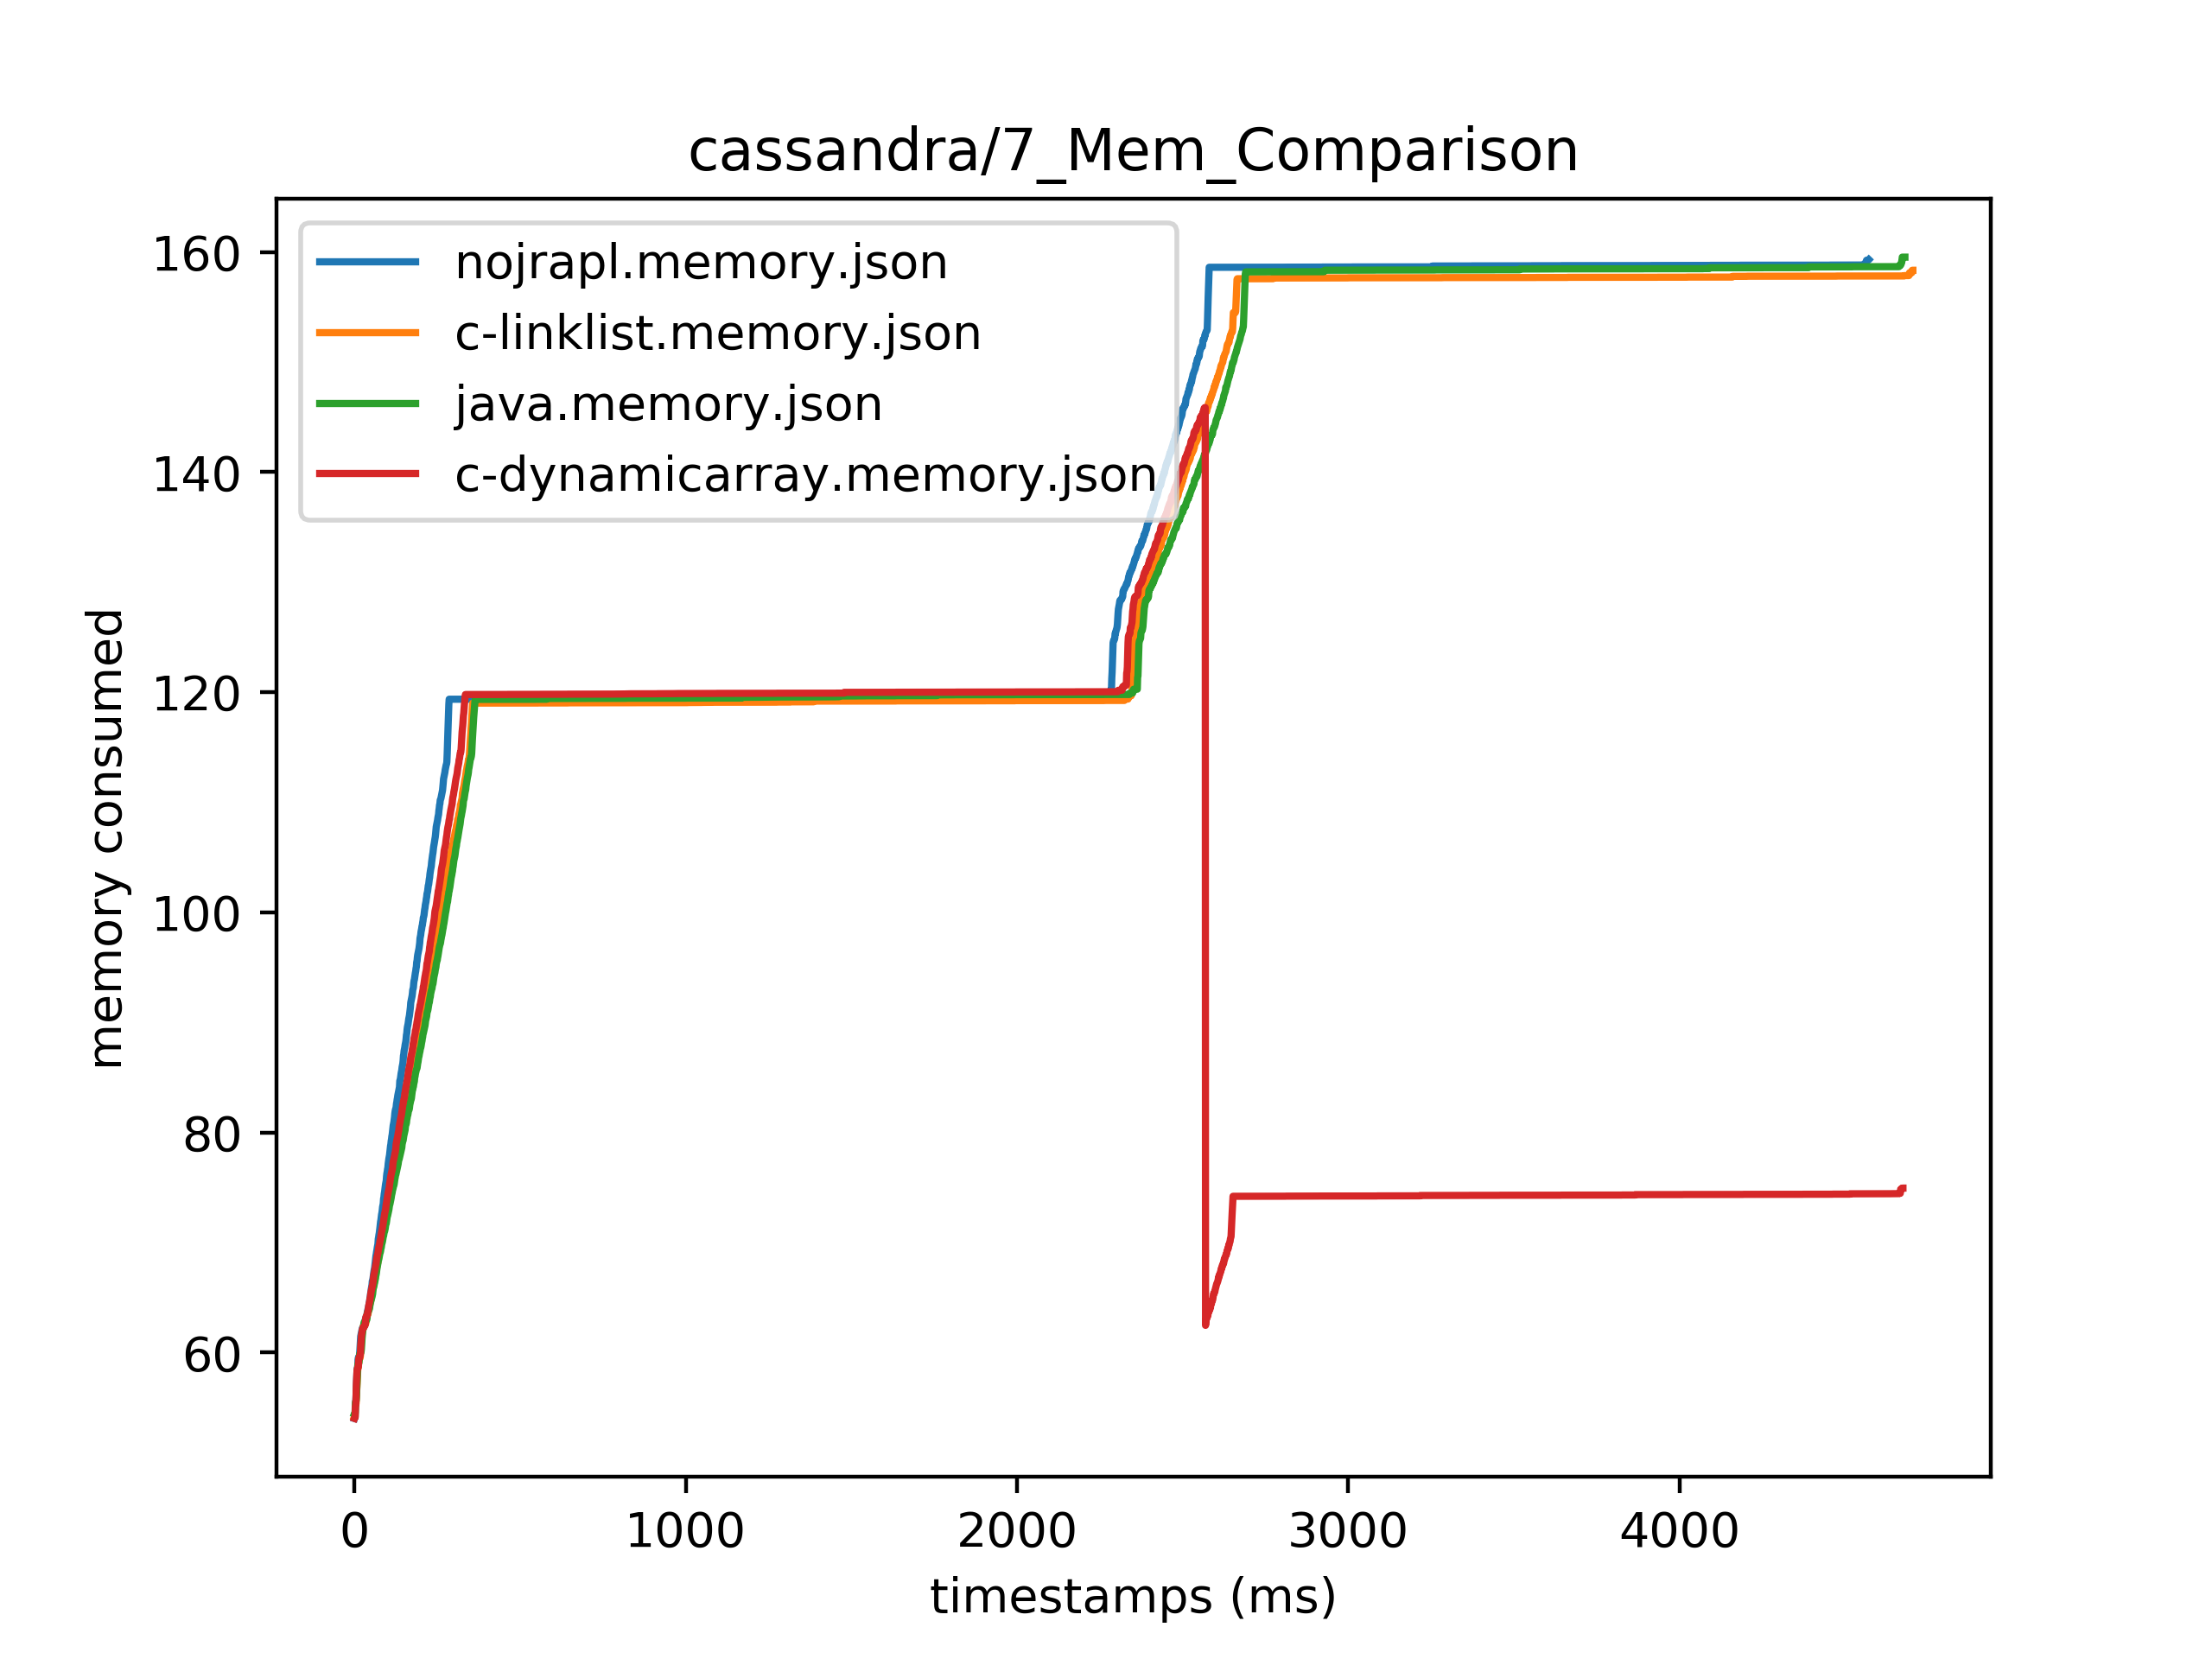 cassandra/7_Mem_Comparison
nojrapl.memory.json
c-linklist.memory.json
java.memory.json
c-dynamicarray.memory.json
memory consumed
160
140
120
100
80
60
0 1000 2000 3000 4000
timestamps (ms)